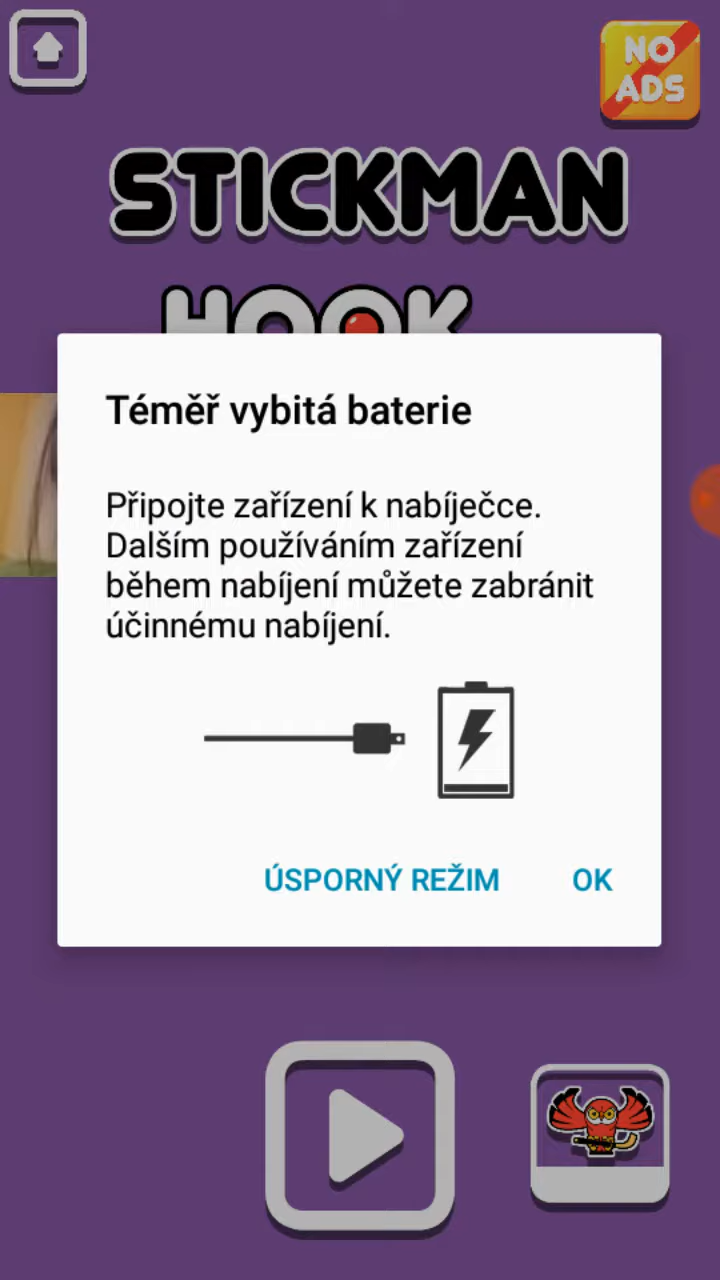 NO
ADS
STICKMAN
HOOK
Téměř vybitá baterie
Připojte zařízení k nabíječce.
Dalším používáním zařízení
během nabíjení můžete zabránit
účinnému nabíjení.
ÚSPORNÝ REŽIM OK